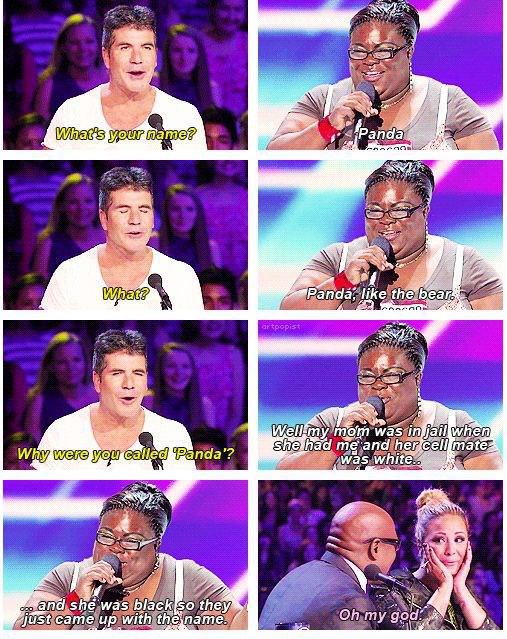 What's your name?
Panda
What?
Panda, like the bear.
Why were you called 'Panda'?
artpopist
Well my mom was in jail when
she had me and her cell mate
was white..
... and she was black so they
just came up with the name.
Oh my god.